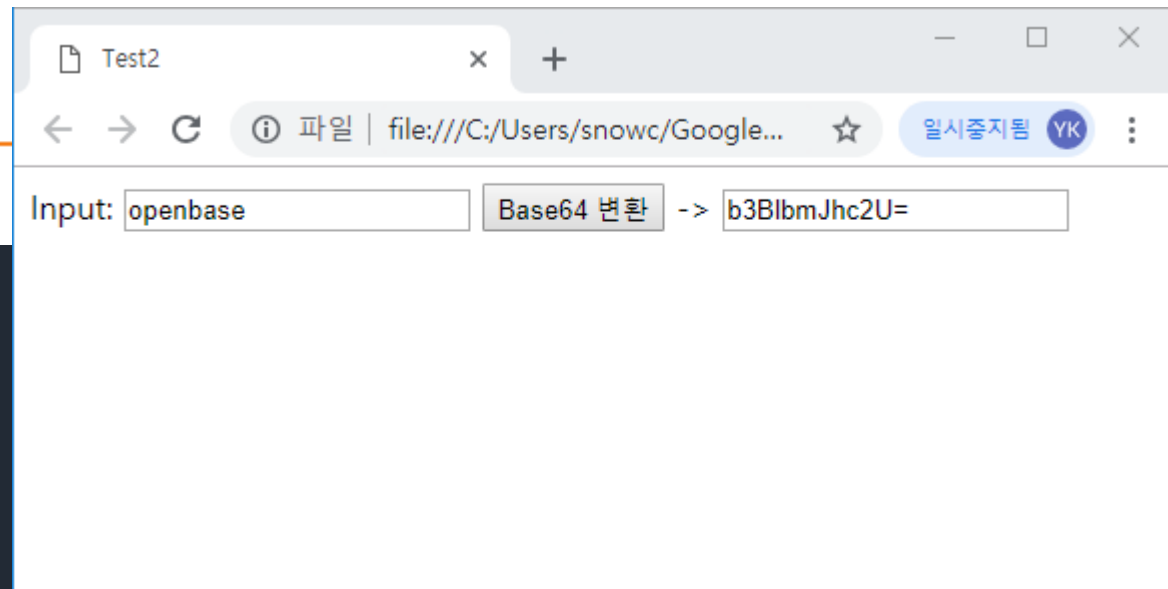 Test2
파일 | file:///C:/Users/snowc/Google... 일시중지됨 YK
Input: openbase Base64 변환 -> b3BlbmJhc2U=